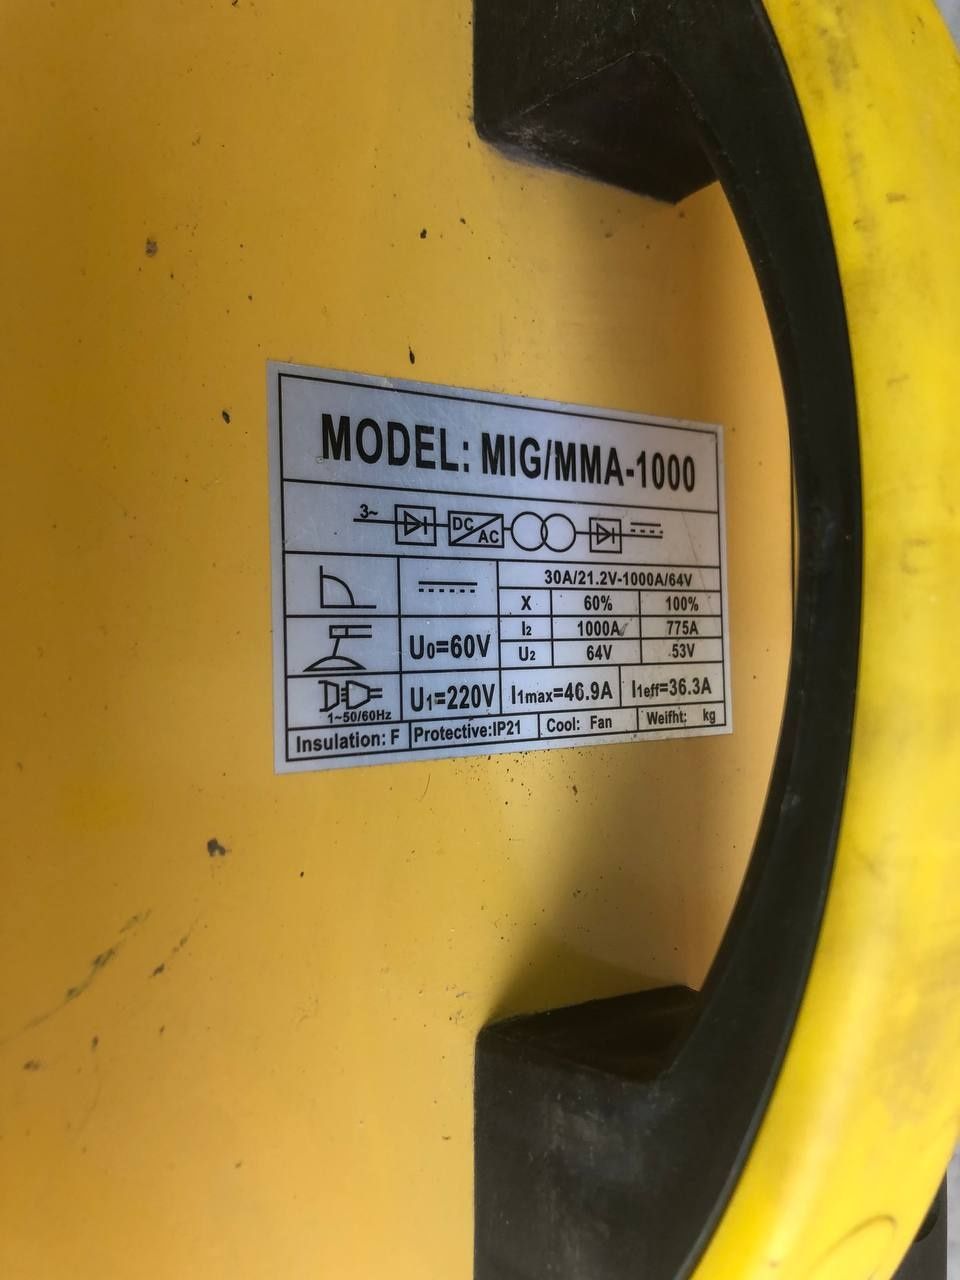 MODEL: MIG/MMA-1000
3~
DC
AC
30A/21.2V-1000A/64V
X 60% 100%
I2 1000A 775A
U0=60V
U2 64V 53V
U1=220V I1max=46.9A I1eff=36.3A
1~50/60Hz
Insulation: F Protective:IP21 Cool: Fan Weifht: kg